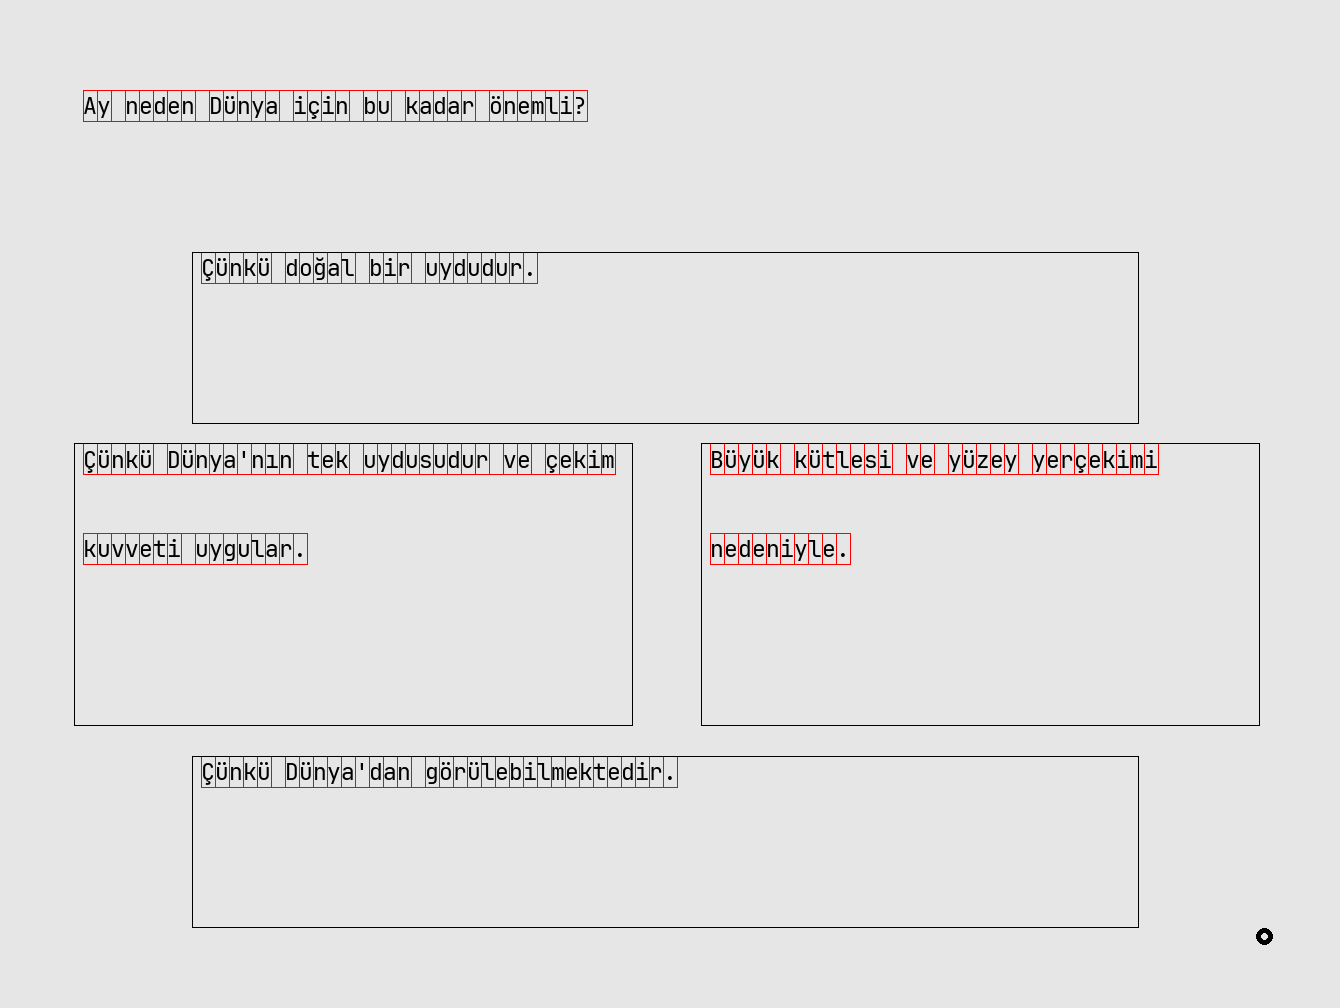 Ay neden Dünya için bu kadar önemli?
Çünkü doğal bir uydudur.
Çünkü Dünya'nın tek uydusudur ve çekim
kuvveti uygular.
Büyük kütlesi ve yüzey yerçekimi
nedeniyle.
Çünkü Dünya'dan görülebilmektedir.